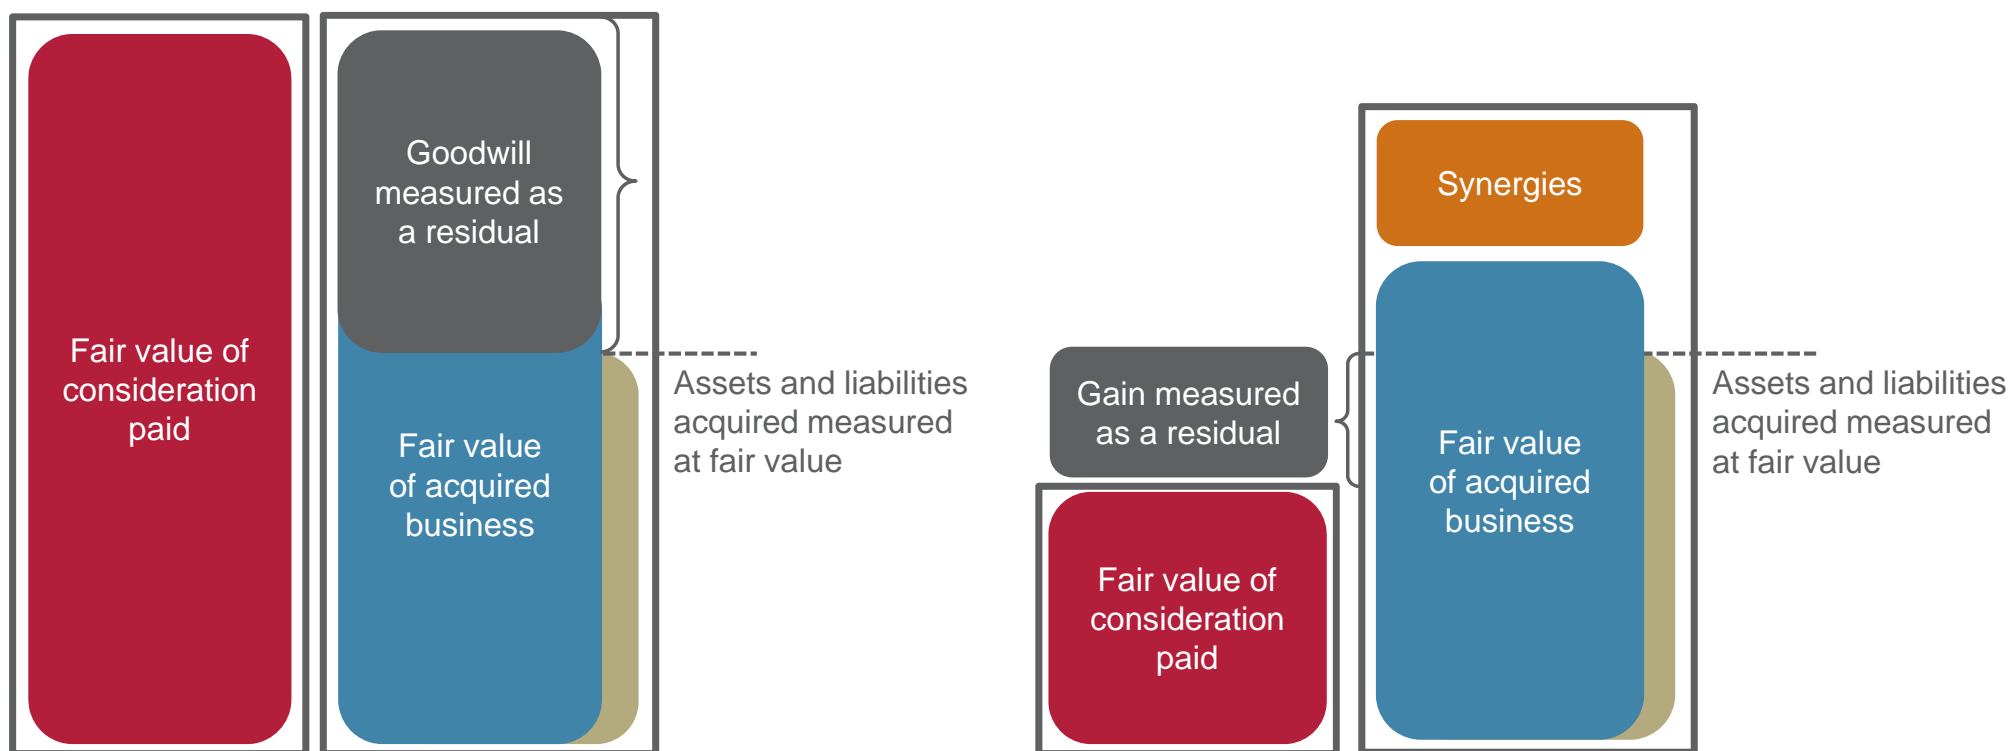 Fair value of
consideration
paid
Goodwill
measured as
a residual
Fair value
of acquired
business
Assets and liabilities
acquired measured
at fair value
Gain measured
as a residual
Fair value of
consideration
paid
Synergies
Fair value
of acquired
business
Assets and liabilities
acquired measured
at fair value